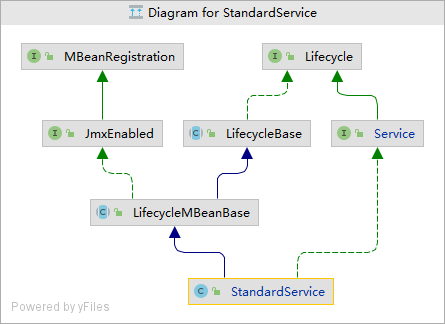 Diagram for StandardService
I MBeanRegistration
I Lifecycle
I JmxEnabled
C LifecycleBase
I Service
C LifecycleMBeanBase
C StandardService
Powered by yFiles